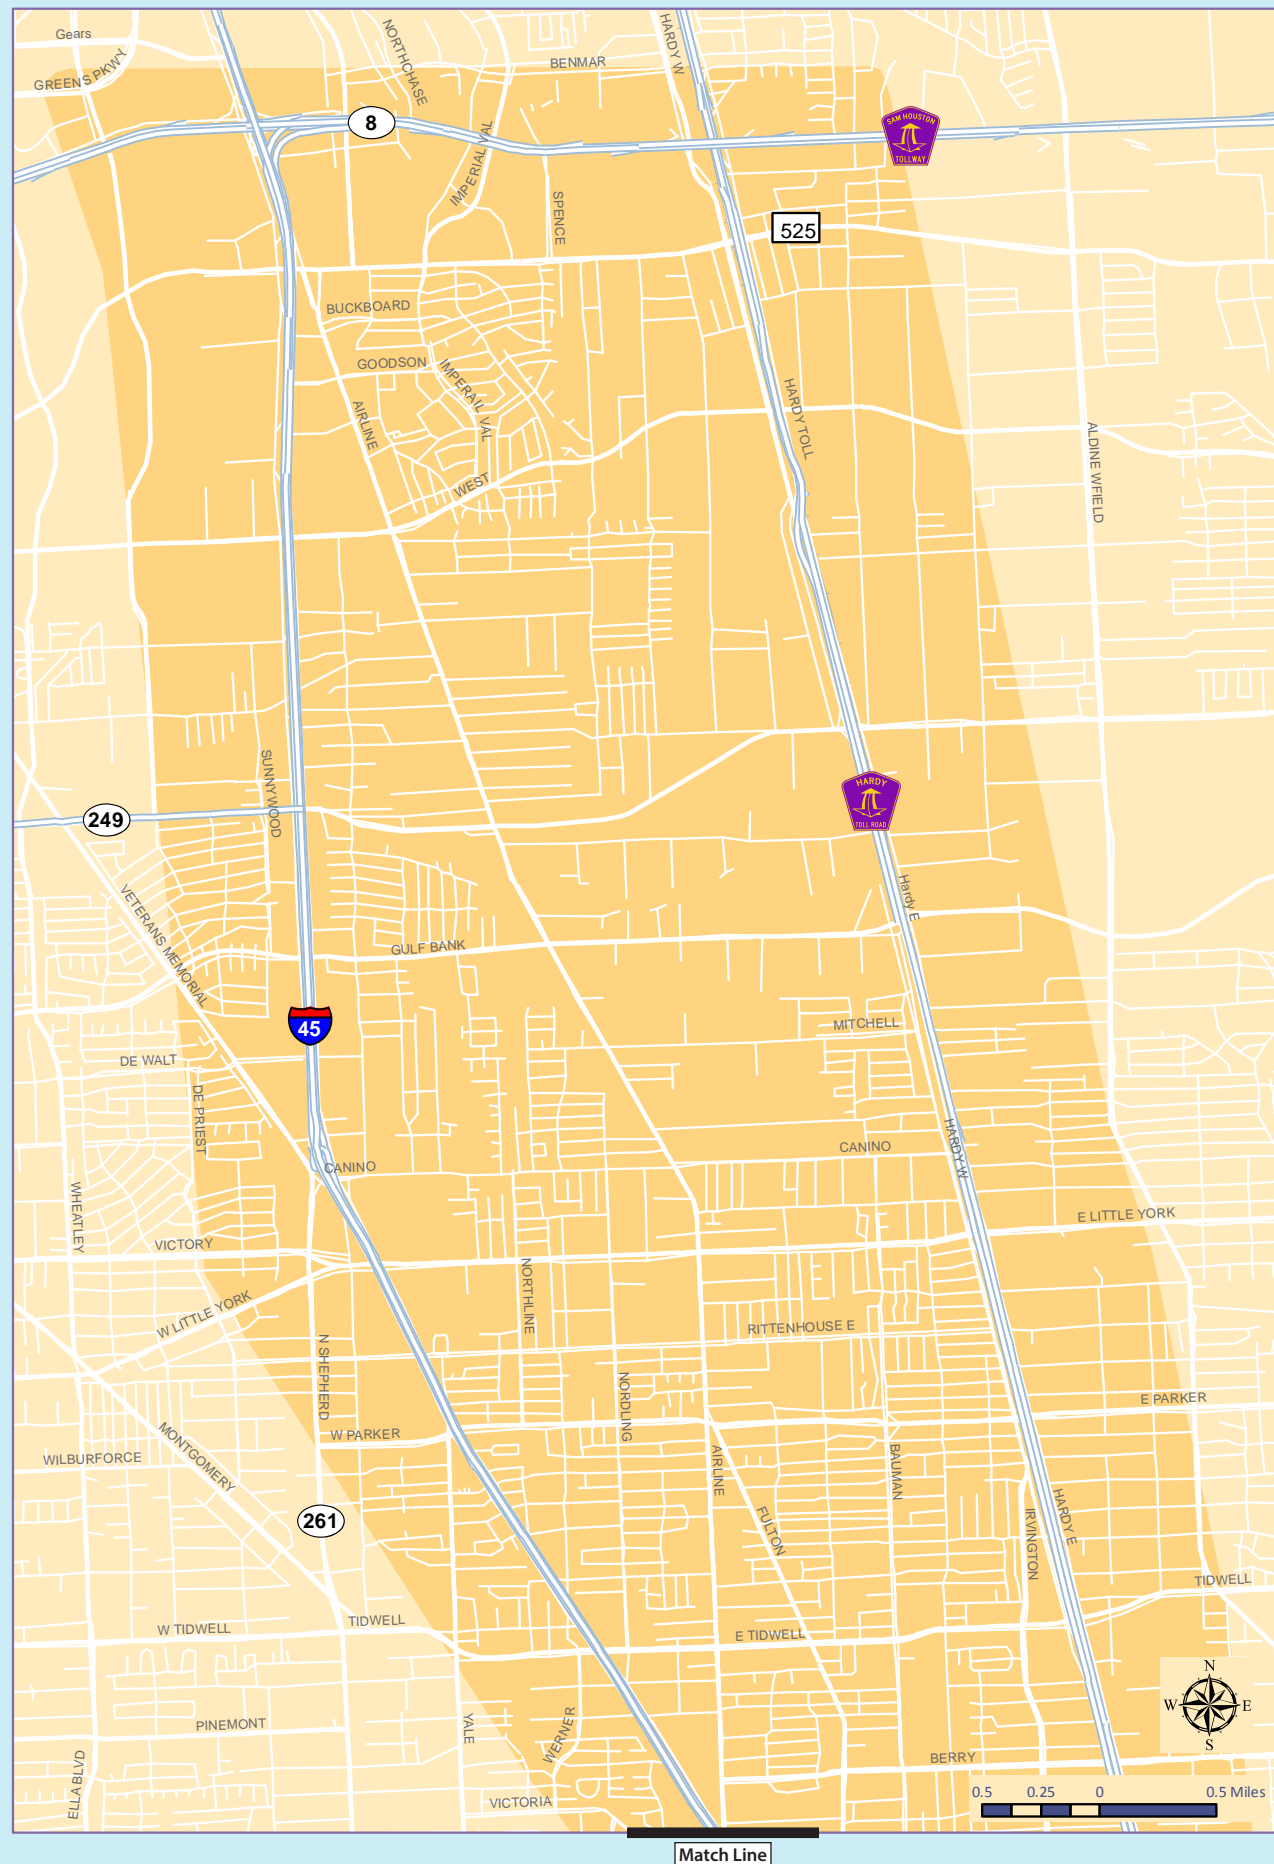 Gears
GREENS PKWY
NORTHCHASE
BENMAR
HARDY W
8
SAM HOUSTON
TOLLWAY
IMPERIAL VAL
SPENCE
525
BUCKBOARD
GOODSON
IMPERAIL VAL
AIRLINE
WEST
HARDY TOLL
ALDINE WFIELD
SUNNYWOOD
249
HARDY
TOLL ROAD
VETERANS MEMORIAL
Hardy E
GULF BANK
45
MITCHELL
DE WALT
DE PRIEST
CANINO
CANINO
HARDY W
WHEATLEY
E LITTLE YORK
VICTORY
W LITTLE YORK
NORTHLINE
RITTENHOUSE E
N SHEPHERD
NORDLING
E PARKER
W PARKER
WILBURFORCE
MONTGOMERY
AIRLINE
BAUMAN
261
FULTON
IRVINGTON
HARDY E
TIDWELL
W TIDWELL
TIDWELL
E TIDWELL
N
W
E
S
PINEMONT
YALE
WERNER
BERRY
ELLA BLVD
VICTORIA
0.5 0.25 0 0.5 Miles
Match Line